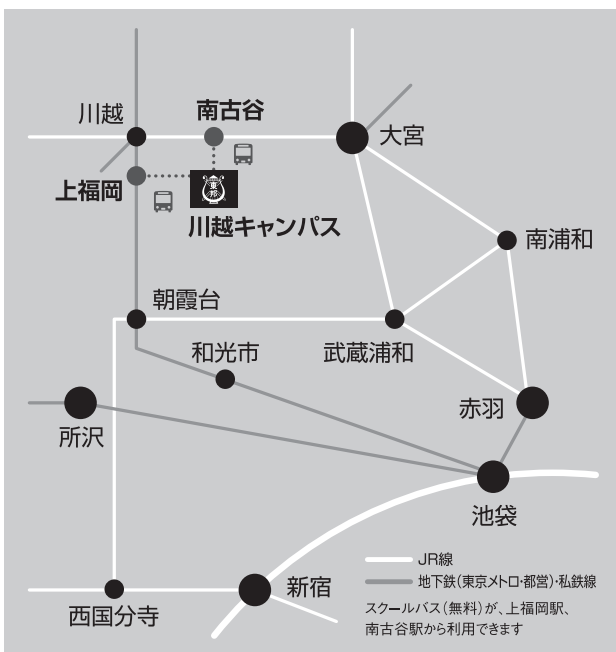 南古谷
川越
大宮
上福岡
東邦
川越キャンパス
南浦和
朝霞台
和光市
武蔵浦和
所沢
赤羽
池袋
JR線
新宿
地下鉄(東京メトロ・都営)・私鉄線
西国分寺
スクールバス(無料)が、上福岡駅、
南古谷駅から利用できます